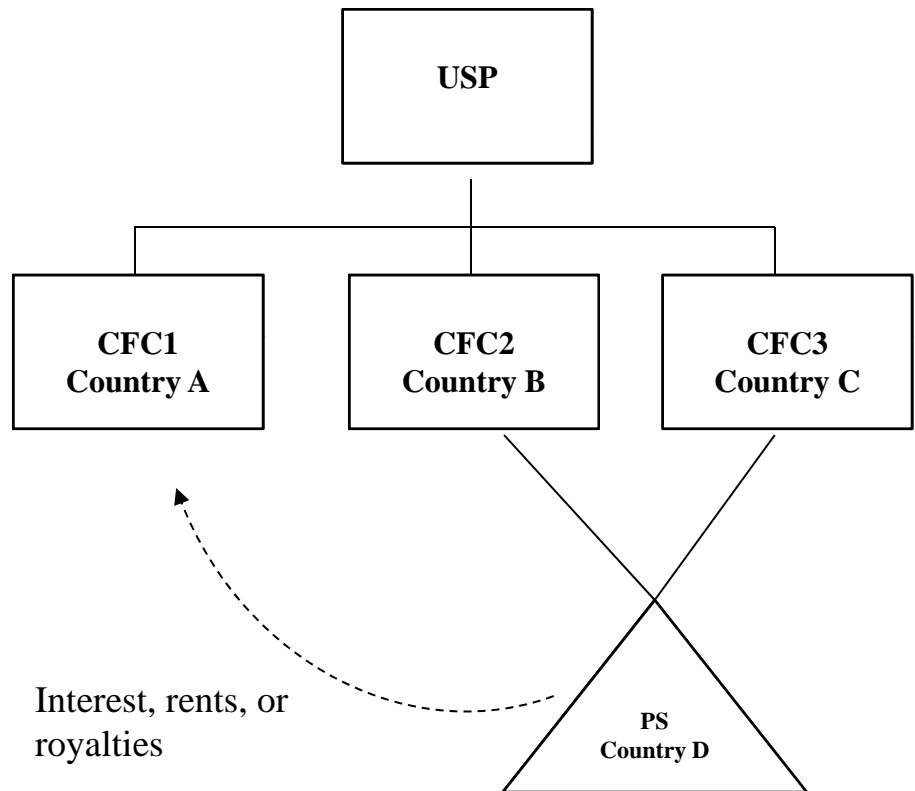 USP
CFC1
Country A
CFC2
Country B
CFC3
Country C
Interest, rents, or
royalties
PS
Country D